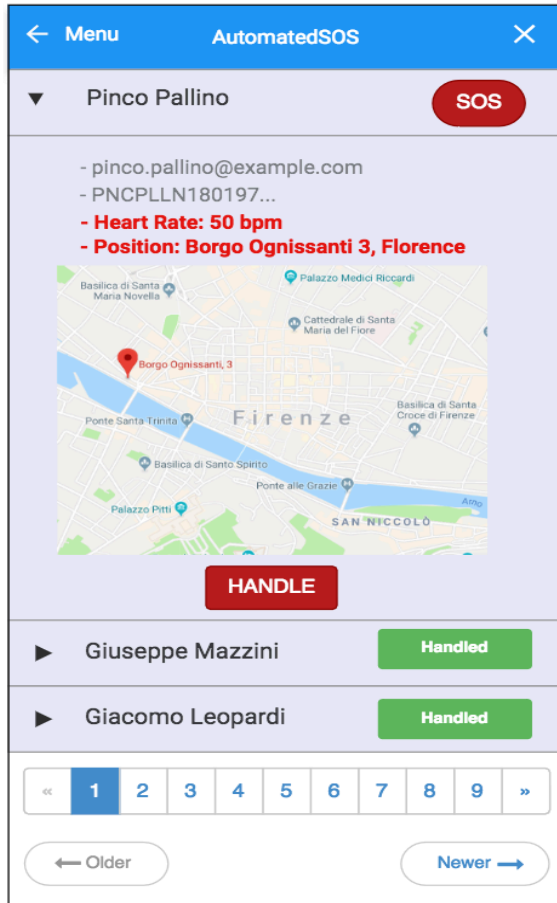 ← Menu AutomatedSOS ×
▼ Pinco Pallino SOS
- pinco.pallino@example.com
- PNCPLLN180197...
- Heart Rate: 50 bpm
- Position: Borgo Ognissanti 3, Florence
Palazzo Medici Riccardi
Basilica di Santa
Maria Novella
Cattedrale di Santa
Maria del Fiore
Borgo Ognissanti, 3
Basilica di Santa
Croce di Firenze
Ponte Santa Trinita
Firenze
Basilica di Santo Spirito
Ponte alle Grazie
Palazzo Pitti
Arno
SAN NICCOLÒ
HANDLE
▶ Giuseppe Mazzini Handled
▶ Giacomo Leopardi Handled
« 1 2 3 4 5 6 7 8 9 »
← Older Newer →